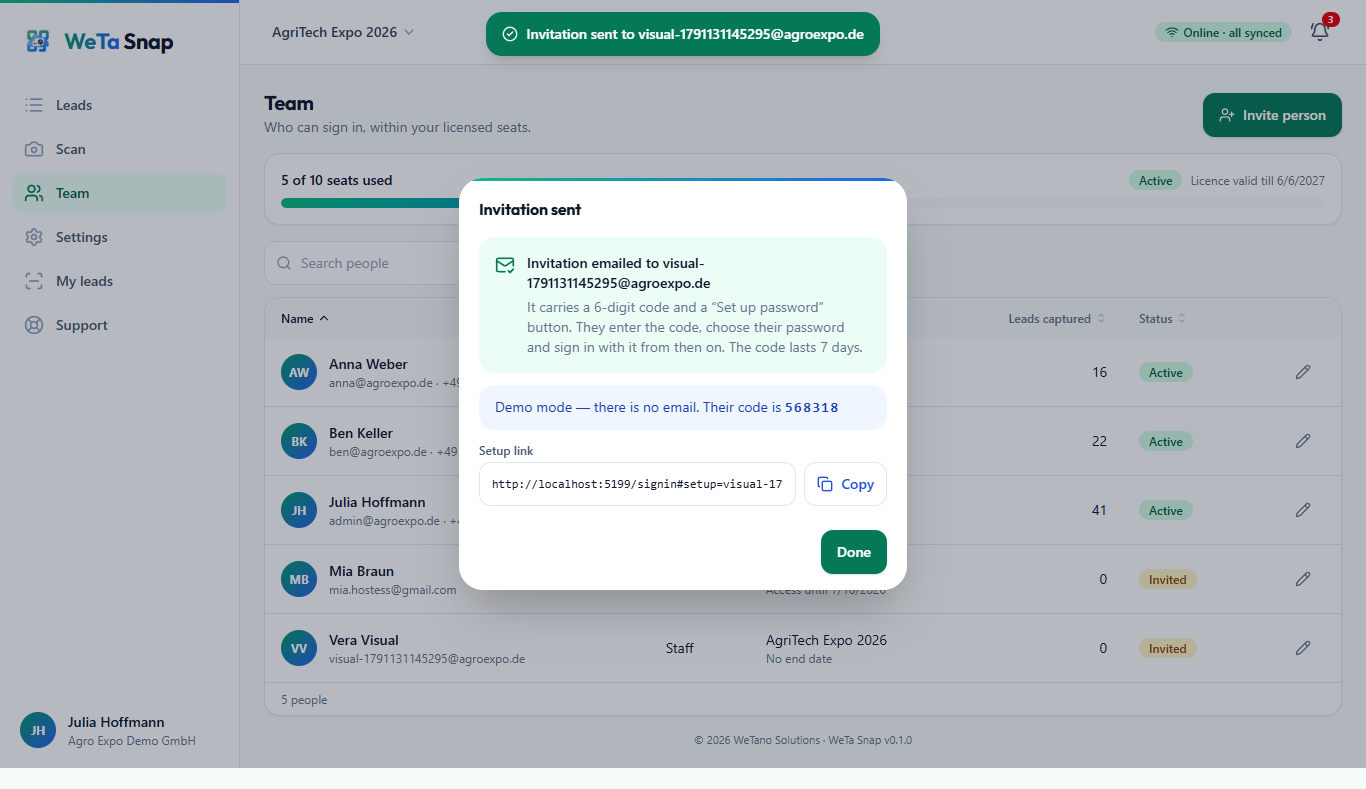 WeTa Snap
AgriTech Expo 2026
Invitation sent to visual-1791131145295@agroexpo.de
Online · all synced
3
Leads
Scan
Team
Settings
My leads
Support
Team
Who can sign in, within your licensed seats.
Invite person
5 of 10 seats used
Active
Licence valid till 6/6/2027
Search people
Name
Leads captured
Status
AW
Anna Weber
anna@agroexpo.de · +49
16
Active
BK
Ben Keller
ben@agroexpo.de · +49
22
Active
JH
Julia Hoffmann
admin@agroexpo.de
41
Active
MB
Mia Braun
mia.hostess@gmail.com
Access until 7/10/2026
0
Invited
VV
Vera Visual
visual-1791131145295@agroexpo.de
Staff
AgriTech Expo 2026
No end date
0
Invited
5 people
Invitation sent
Invitation emailed to visual-
1791131145295@agroexpo.de
It carries a 6-digit code and a “Set up password”
button. They enter the code, choose their password
and sign in with it from then on. The code lasts 7 days.
Demo mode — there is no email. Their code is 568318
Setup link
http://localhost:5199/signin#setup=visual-17
Copy
Done
JH
Julia Hoffmann
Agro Expo Demo GmbH
© 2026 WeTano Solutions · WeTa Snap v0.1.0